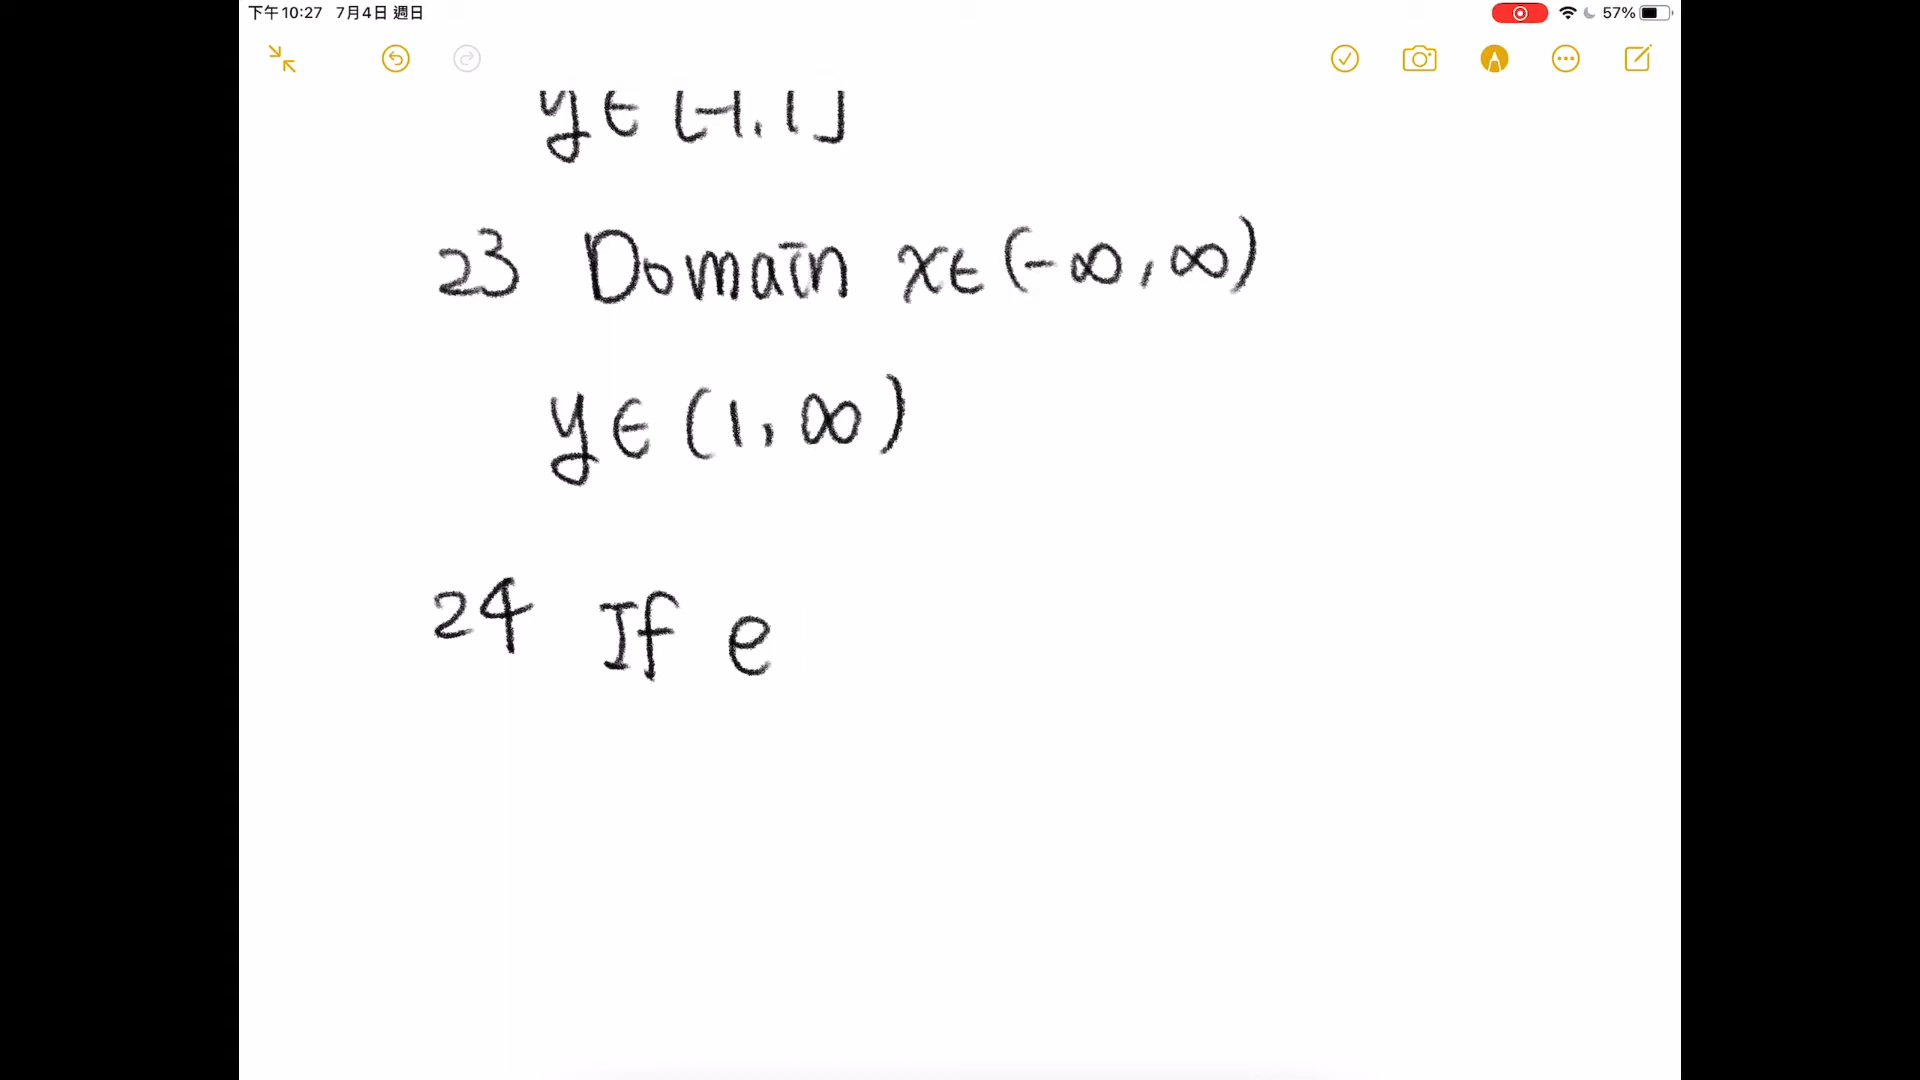 下午10:27 7月4日 週日 57%
y∈[-1,1]
23 Domain x∈(-∞,∞)
y∈(1,∞)
24 If e